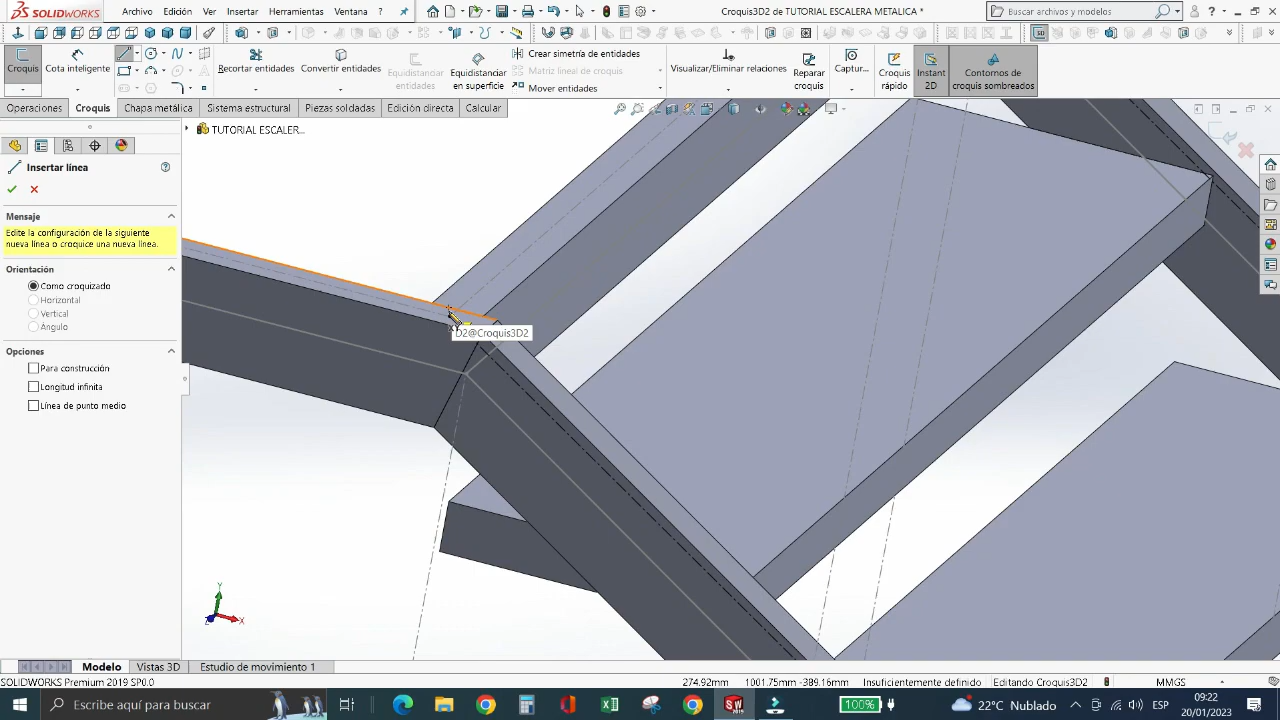 SOLIDWORKS
Archivo Edición Ver Insertar Herramientas Ventana ?
Croquis3D2 de TUTORIAL ESCALERA METALICA *
Buscar archivos y modelos
Croquis
Cota inteligente
Recortar entidades
Convertir entidades
Equidistanciar entidades
Equidistanciar en superficie
Crear simetría de entidades
Matriz lineal de croquis
Mover entidades
Visualizar/Eliminar relaciones
Reparar croquis
Captur...
Croquis rápido
Instant 2D
Contornos de croquis sombreados
Operaciones Croquis Chapa metálica Sistema estructural Piezas soldadas Edición directa Calcular
TUTORIAL ESCALER...
Insertar línea
Mensaje
Edite la configuración de la siguiente
nueva línea o croquice una nueva línea.
Orientación
Como croquizado
Horizontal
Vertical
Ángulo
Opciones
Para construcción
Longitud infinita
Línea de punto medio
D2@Croquis3D2
Y
X
Z
Modelo Vistas 3D Estudio de movimiento 1
SOLIDWORKS Premium 2019 SP0.0
274.92mm 1001.75mm -389.16mm Insuficientemente definido Editando Croquis3D2 MMGS
Escribe aquí para buscar
100%
22°C Nublado
ESP
09:22
20/01/2023